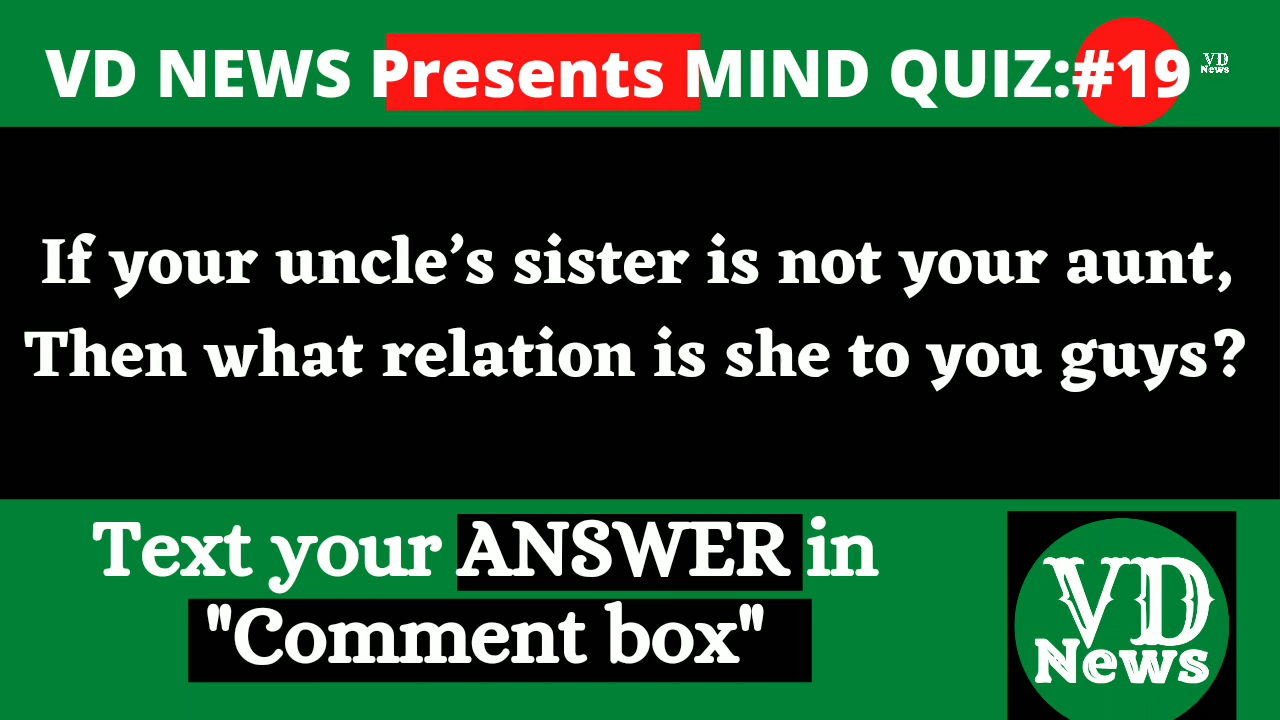 VD NEWS Presents MIND QUIZ:#19
VD
News
If your uncle’s sister is not your aunt,
Then what relation is she to you guys?
Text your ANSWER in
"Comment box"
VD
News